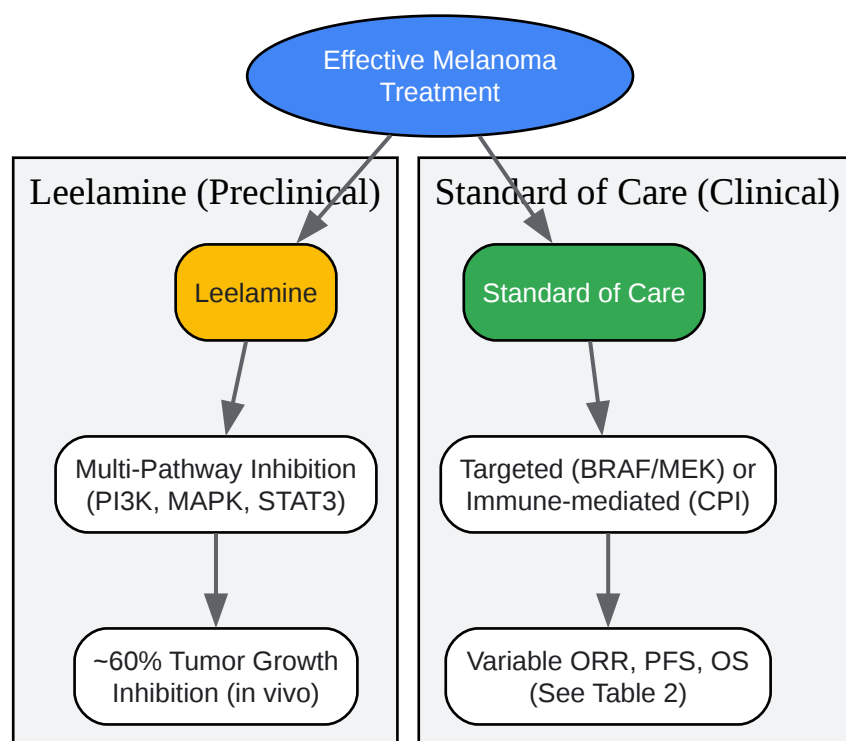 Effective Melanoma
Treatment
Leelamine (Preclinical)
Leelamine
Multi-Pathway Inhibition
(PI3K, MAPK, STAT3)
~60% Tumor Growth
Inhibition (in vivo)
Standard of Care (Clinical)
Standard of Care
Targeted (BRAF/MEK) or
Immune-mediated (CPI)
Variable ORR, PFS, OS
(See Table 2)